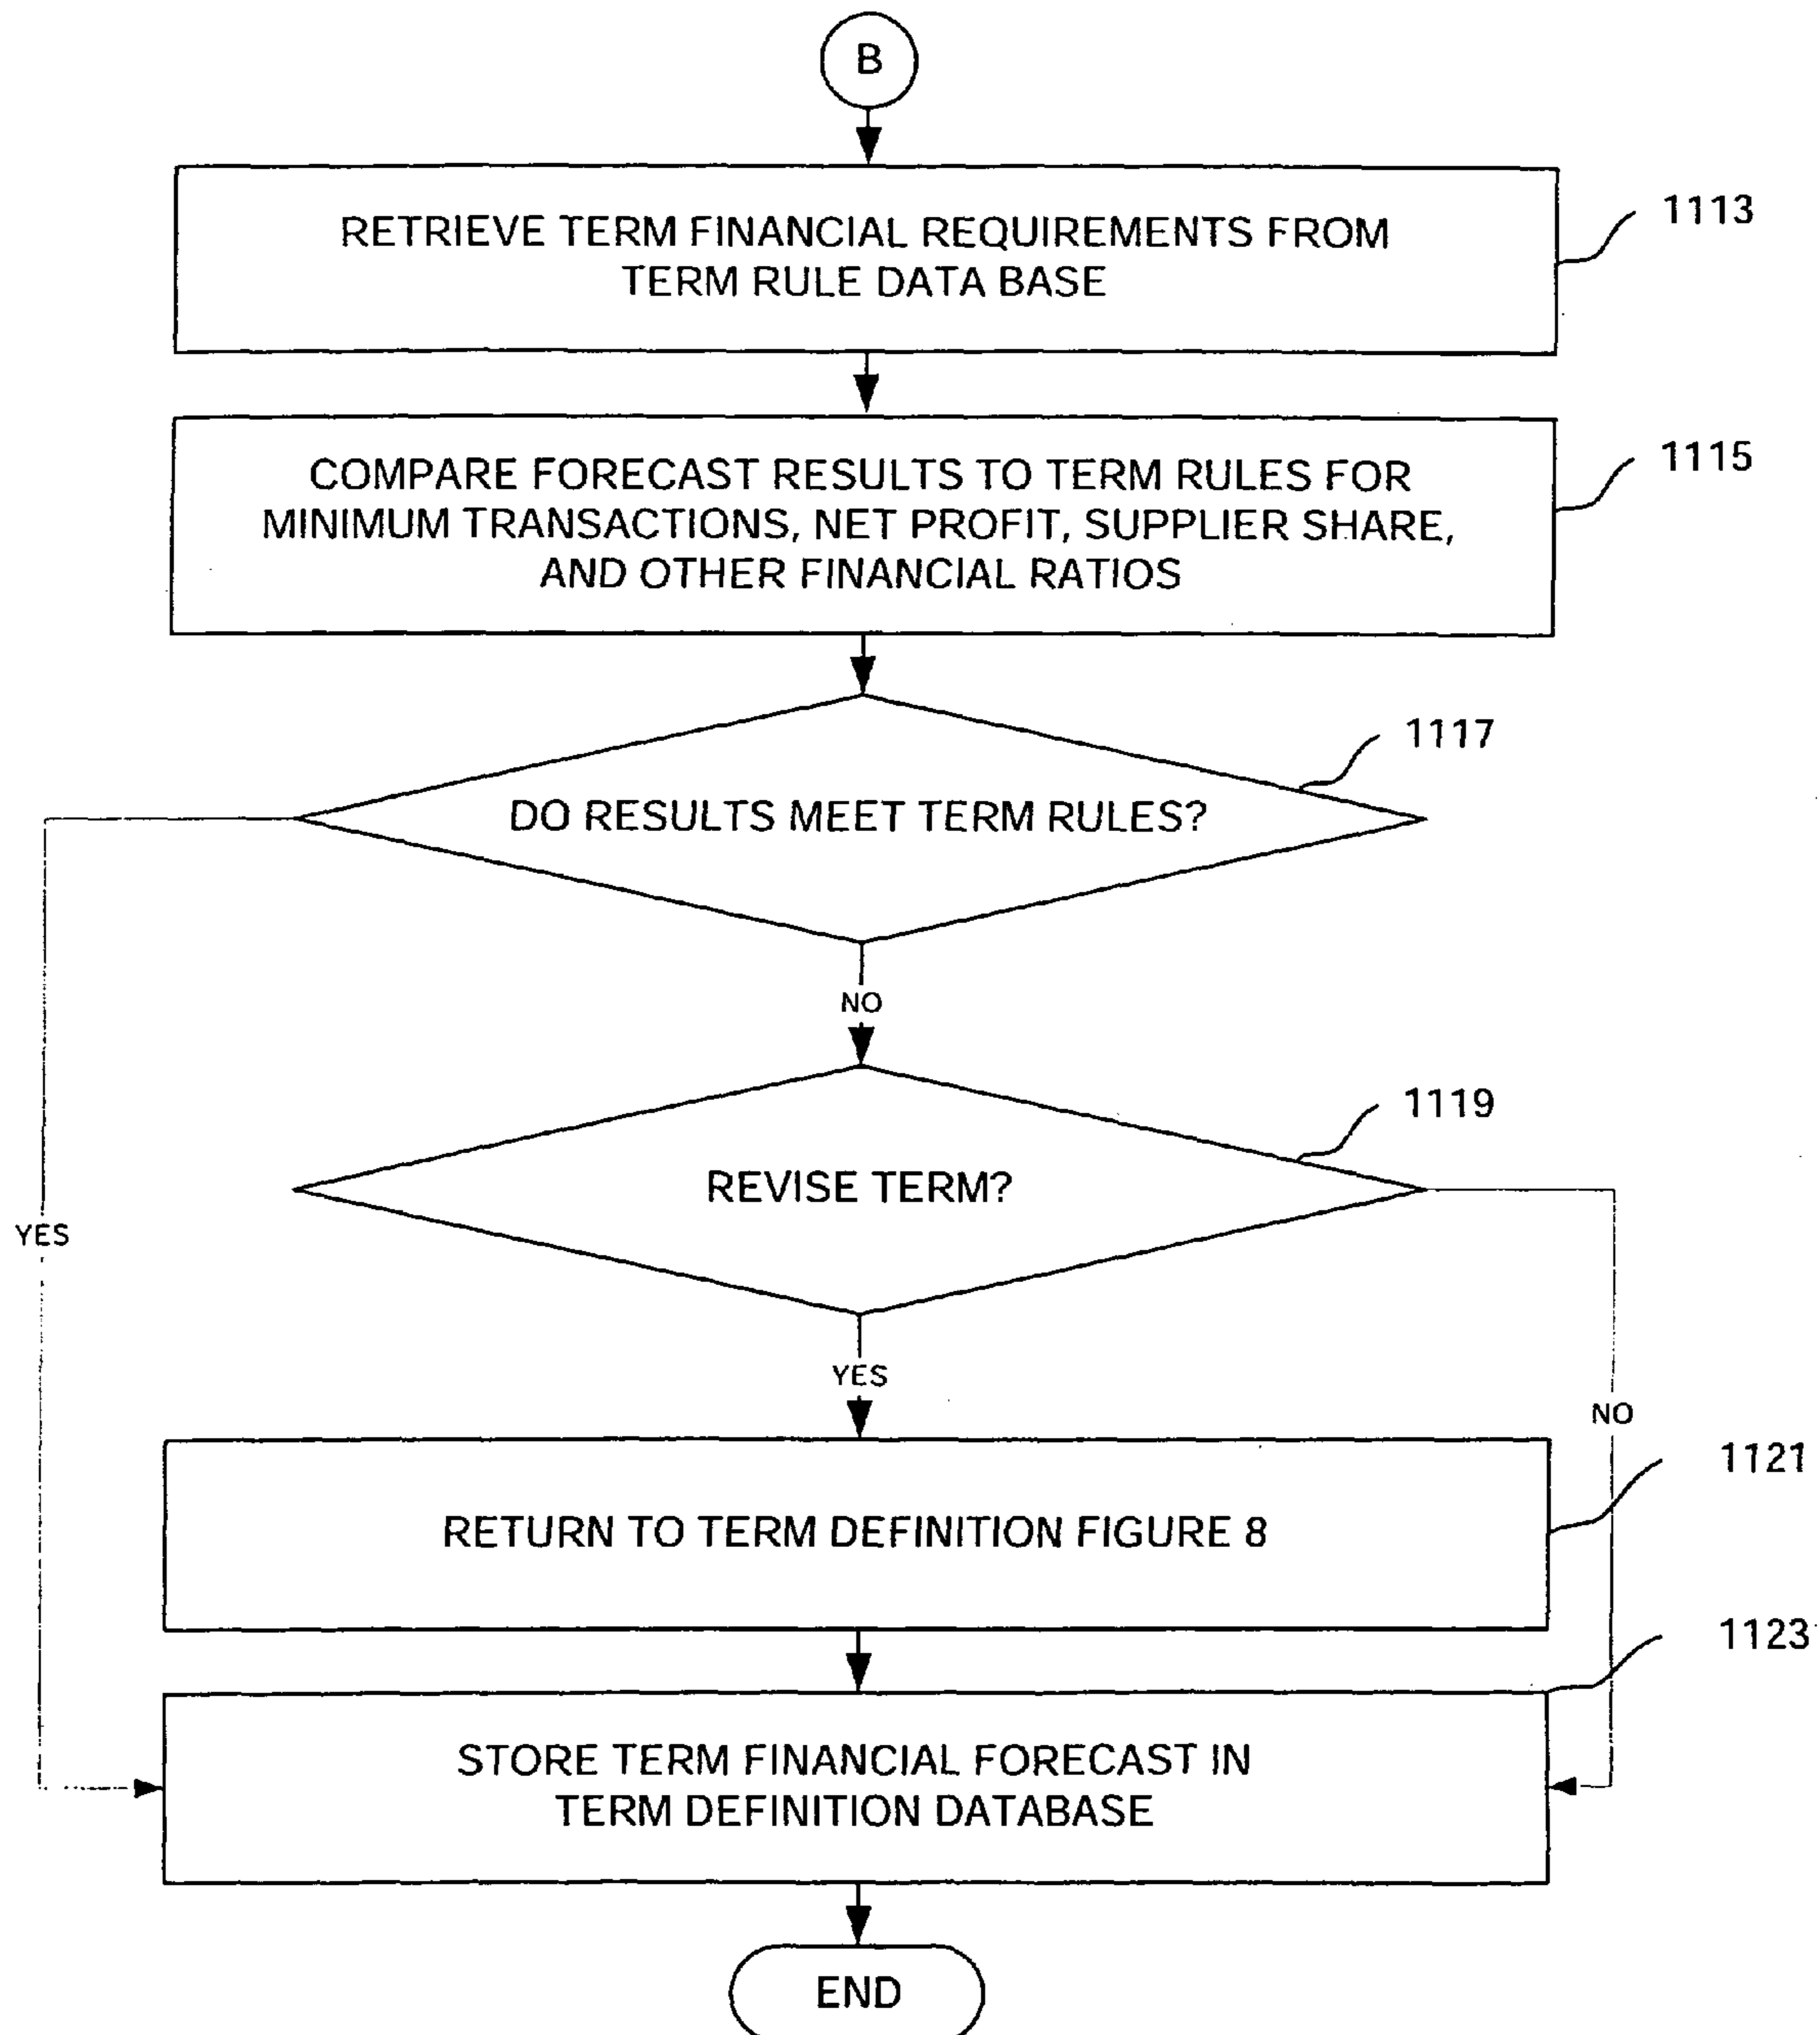 B
RETRIEVE TERM FINANCIAL REQUIREMENTS FROM
TERM RULE DATA BASE
1113
COMPARE FORECAST RESULTS TO TERM RULES FOR
MINIMUM TRANSACTIONS, NET PROFIT, SUPPLIER SHARE,
AND OTHER FINANCIAL RATIOS
1115
1117
DO RESULTS MEET TERM RULES?
NO
1119
REVISE TERM?
YES
YES
NO
1121
RETURN TO TERM DEFINITION FIGURE 8
1123
STORE TERM FINANCIAL FORECAST IN
TERM DEFINITION DATABASE
END